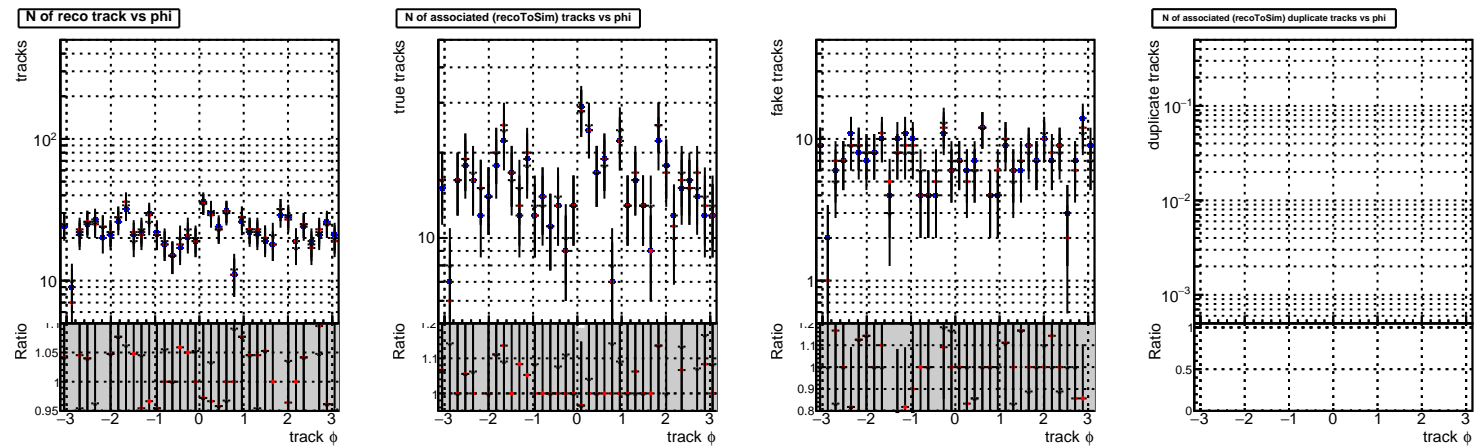 N of reco track vs phi
tracks
10²
10
Ratio
1.05
1
0.95
−3 −2 −1 0 1 2 3
track ϕ
N of associated (recoToSim) tracks vs phi
true tracks
10
Ratio
1.2
1.1
1
−3 −2 −1 0 1 2 3
track ϕ
fake tracks
10
1
Ratio
1.2
1.1
1
0.9
0.8
−3 −2 −1 0 1 2 3
track ϕ
N of associated (recoToSim) duplicate tracks vs phi
duplicate tracks
10⁻¹
10⁻²
10⁻³
Ratio
1
0.5
0
−3 −2 −1 0 1 2 3
track ϕ